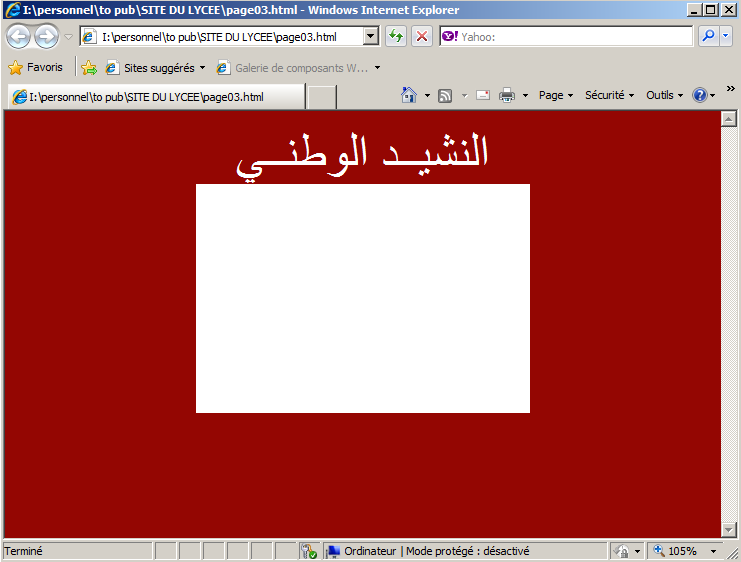 I:\personnel\to pub\SITE DU LYCEE\page03.html - Windows Internet Explorer
I:\personnel\to pub\SITE DU LYCEE\page03.html
Yahoo:
Favoris
Sites suggérés
Galerie de composants W...
I:\personnel\to pub\SITE DU LYCEE\page03.html
Page
Sécurité
Outils
النشيــد الوطنــي
Terminé
Ordinateur | Mode protégé : désactivé
105%